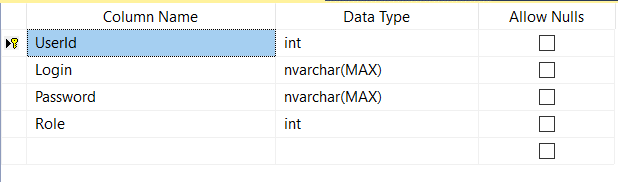 Column Name Data Type Allow Nulls
UserId int
Login nvarchar(MAX)
Password nvarchar(MAX)
Role int